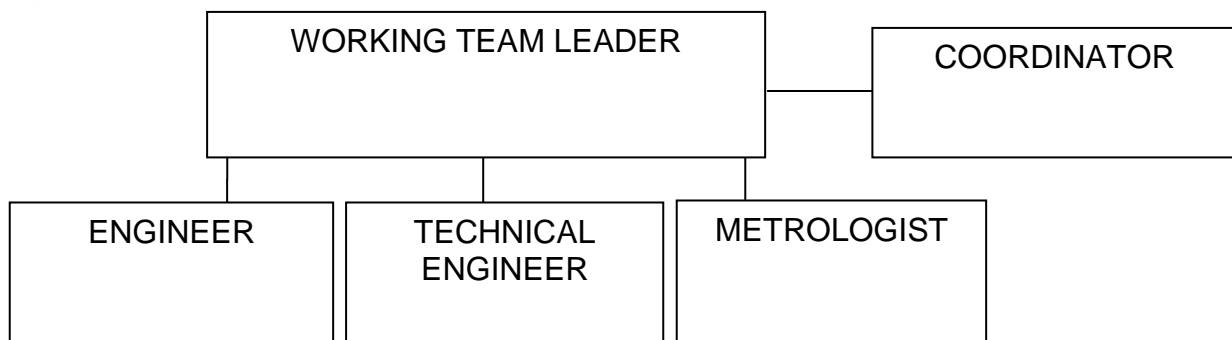 WORKING TEAM LEADER
COORDINATOR
ENGINEER
TECHNICAL
ENGINEER
METROLOGIST